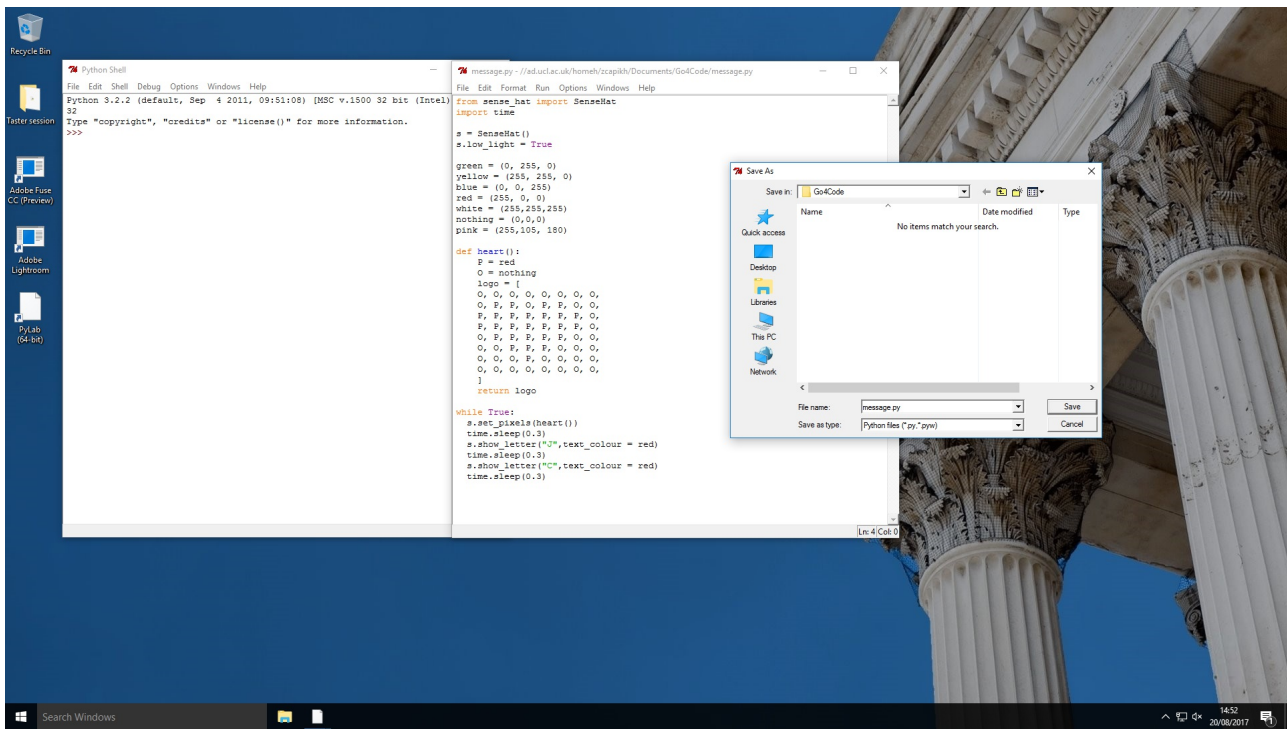 Recycle Bin
Taster session
Adobe Fuse
CC (Preview)
Adobe
Lightroom
PyLab
(64-bit)
Python Shell
File Edit Shell Debug Options Windows Help
Python 3.2.2 (default, Sep  4 2011, 09:51:08) [MSC v.1500 32 bit (Intel)
32
Type "copyright", "credits" or "license()" for more information.
>>>
message.py - //ad.ucl.ac.uk/homeh/zcapikh/Documents/Go4Code/message.py
File Edit Format Run Options Windows Help
from sense_hat import SenseHat
import time
s = SenseHat()
s.low_light = True
green = (0, 255, 0)
yellow = (255, 255, 0)
blue = (0, 0, 255)
red = (255, 0, 0)
white = (255,255,255)
nothing = (0,0,0)
pink = (255,105, 180)
def heart():
P = red
O = nothing
logo = [
O, O, O, O, O, O, O, O,
O, P, P, O, P, P, O, O,
P, P, P, P, P, P, P, O,
P, P, P, P, P, P, P, O,
O, P, P, P, P, P, O, O,
O, O, P, P, P, O, O, O,
O, O, O, P, O, O, O, O,
O, O, O, O, O, O, O, O,
]
return logo
while True:
s.set_pixels(heart())
time.sleep(0.3)
s.show_letter("J",text_colour = red)
time.sleep(0.3)
s.show_letter("C",text_colour = red)
time.sleep(0.3)
Ln: 4 Col: 0
Save As
Save in: Go4Code
Name Date modified Type
No items match your search.
Quick access
Desktop
Libraries
This PC
Network
File name: message.py Save
Save as type: Python files (*.py,*.pyw) Cancel
Search Windows
14:52
20/08/2017
1